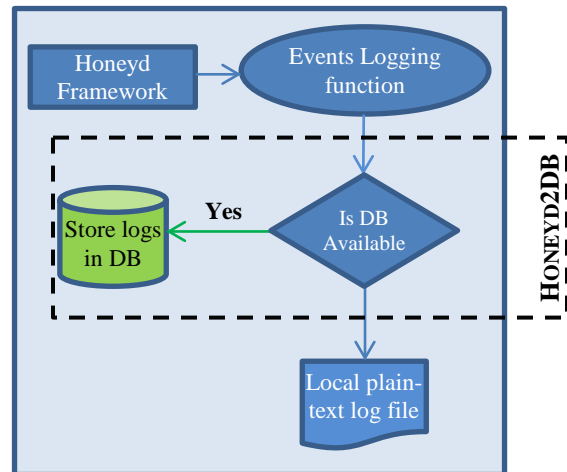 Honeyd
Framework
Events Logging
function
Yes
Is DB
Available
Store logs
in DB
HONEYD2DB
Local plain-
text log file